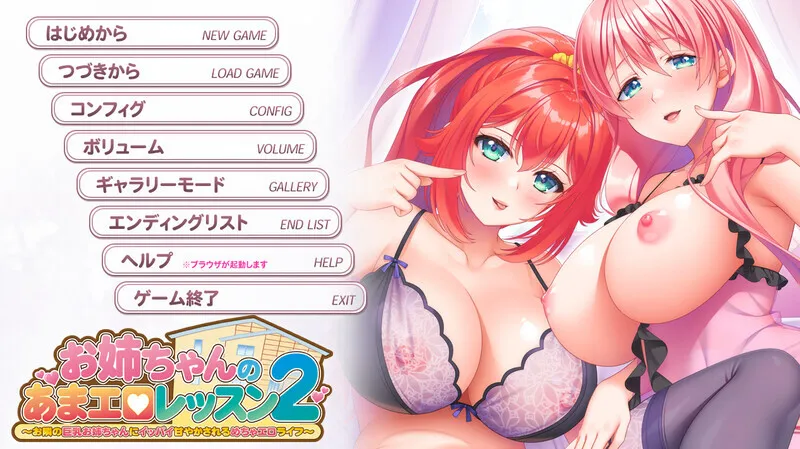 はじめから NEW GAME
つづきから LOAD GAME
コンフィグ CONFIG
ボリューム VOLUME
ギャラリーモード GALLERY
エンディングリスト END LIST
ヘルプ ※ブラウザが起動します HELP
ゲーム終了 EXIT
お姉ちゃんの
あまエロレッスン2
～お隣の巨乳お姉ちゃんにイッパイ甘やかされるめちゃエロライフ～